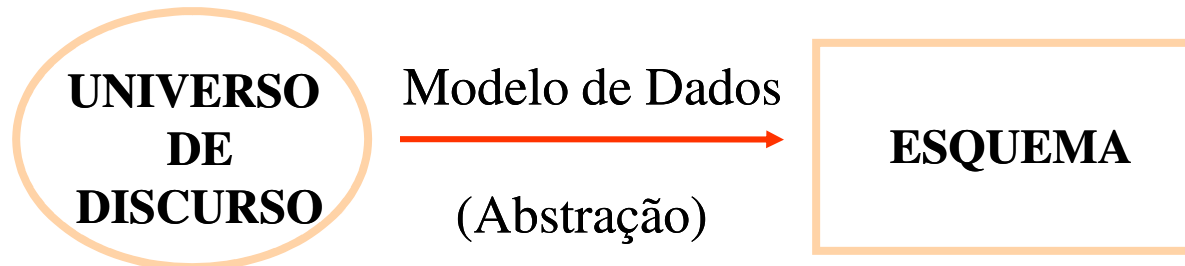 UNIVERSO
DE
DISCURSO
Modelo de Dados
(Abstração)
ESQUEMA